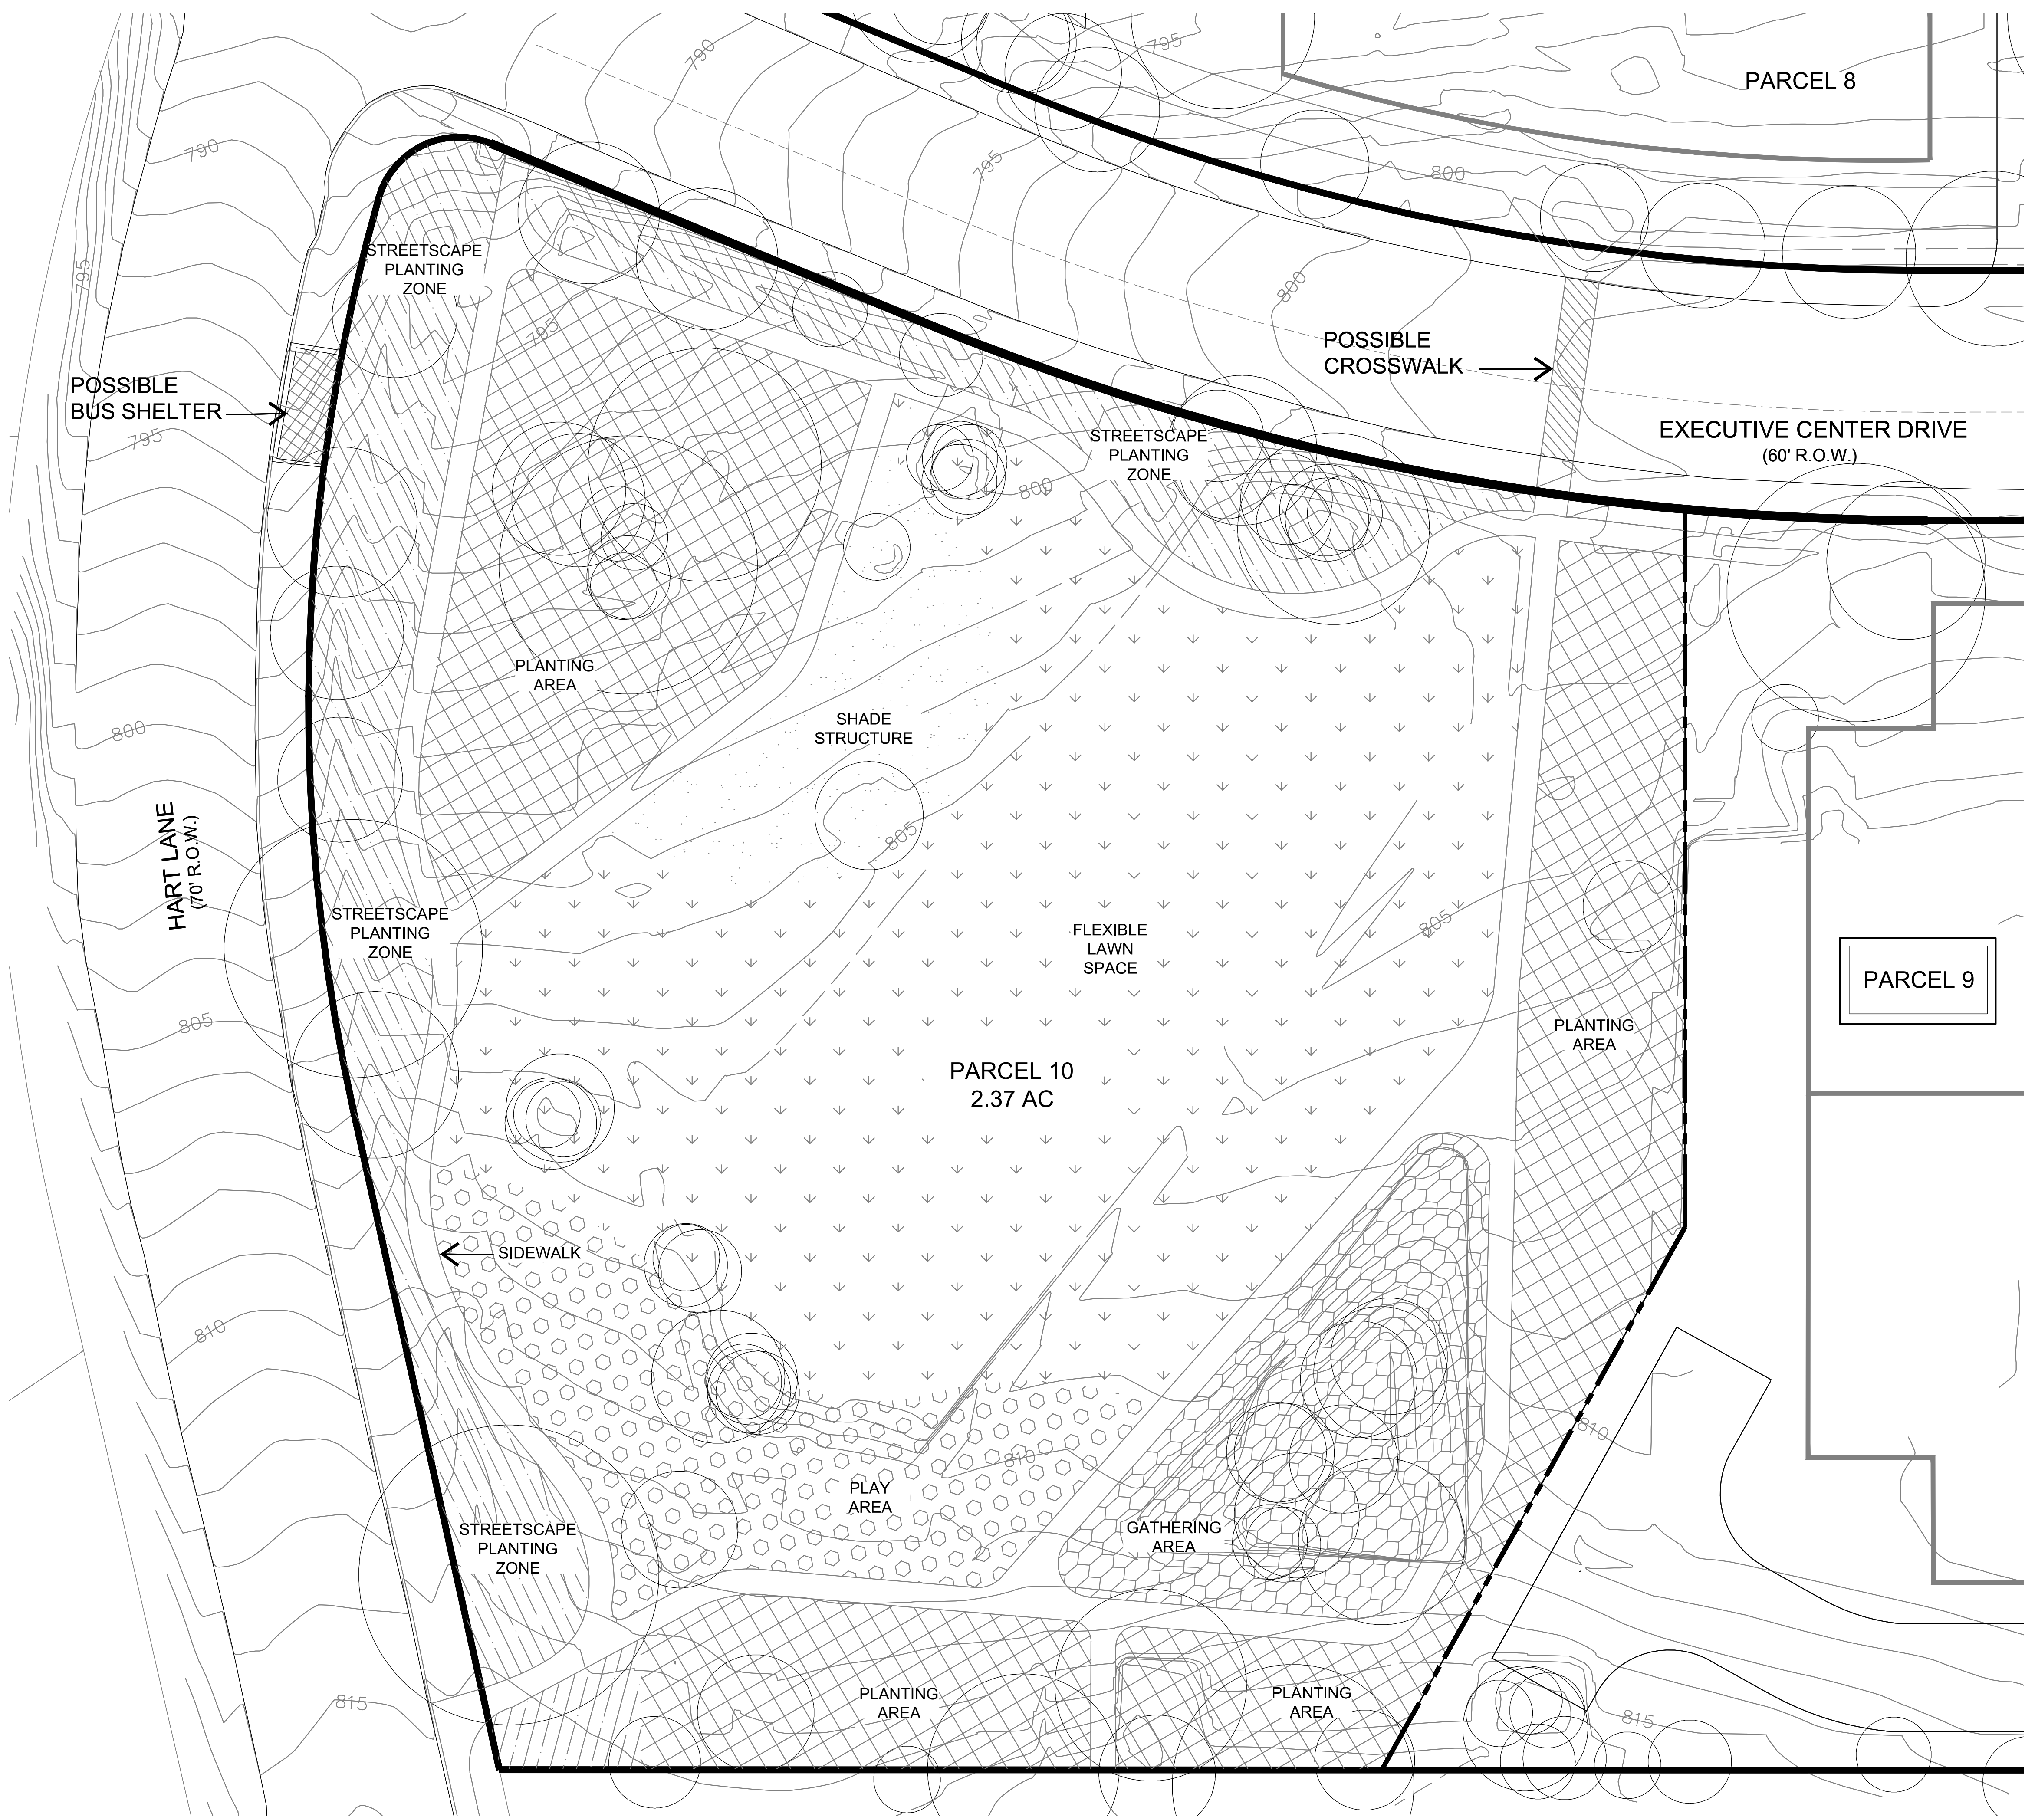 790
795
PARCEL 8
790
795
800
STREETSCAPE
PLANTING
ZONE
795
800
795
POSSIBLE
CROSSWALK
POSSIBLE
BUS SHELTER
795
EXECUTIVE CENTER DRIVE
(60' R.O.W.)
STREETSCAPE
PLANTING
ZONE
800
PLANTING
AREA
SHADE
STRUCTURE
800
805
HART LANE
(70' R.O.W.)
STREETSCAPE
PLANTING
ZONE
FLEXIBLE
LAWN
SPACE
805
PARCEL 9
805
PLANTING
AREA
PARCEL 10
2.37 AC
SIDEWALK
810
810
810
PLAY
AREA
GATHERING
AREA
STREETSCAPE
PLANTING
ZONE
815
PLANTING
AREA
PLANTING
AREA
815